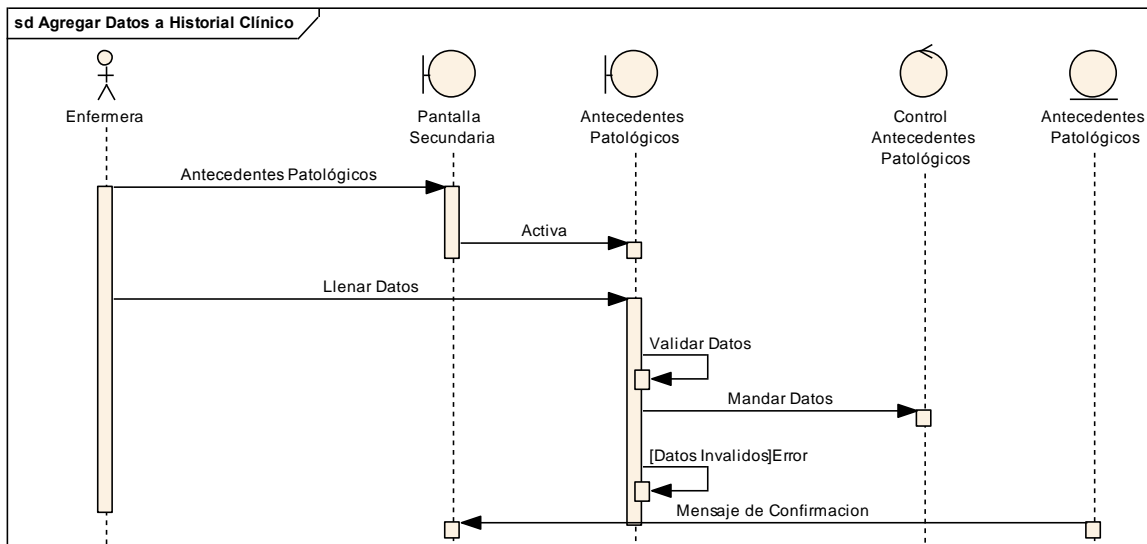 sd Agregar Datos a Historial Clínico
Enfermera
Pantalla
Secundaria
Antecedentes
Patológicos
Control
Antecedentes
Patológicos
Antecedentes
Patológicos
Antecedentes Patológicos
Activa
Llenar Datos
Validar Datos
Mandar Datos
[Datos Invalidos]Error
Mensaje de Confirmacion